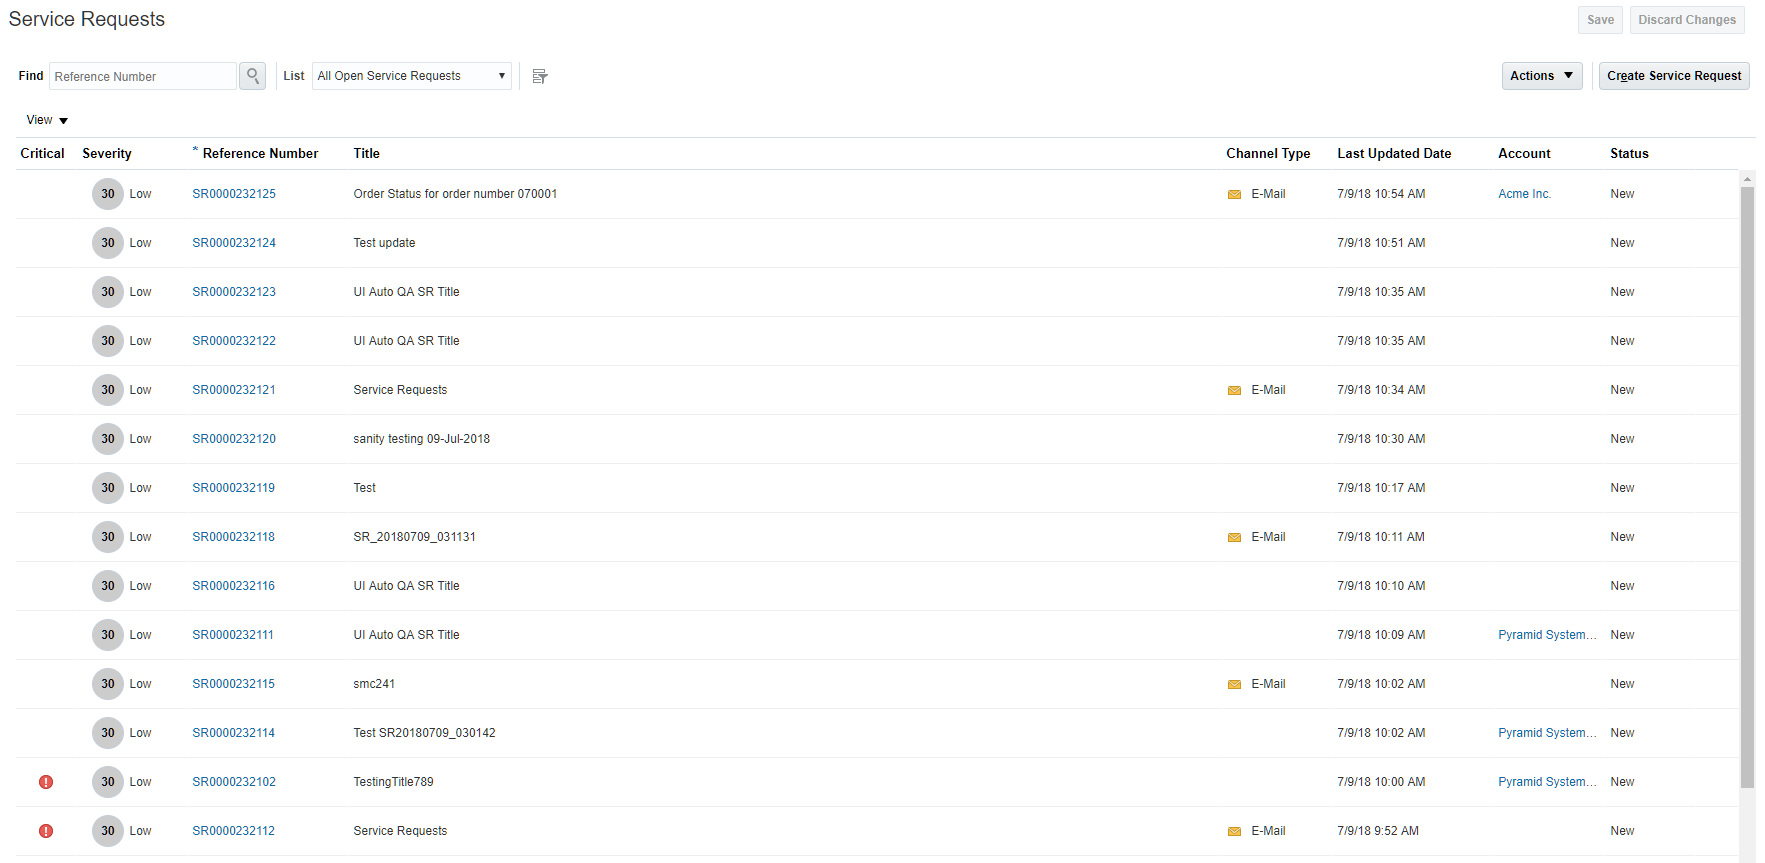 Service Requests
Save Discard Changes
Find Reference Number List All Open Service Requests Actions Create Service Request
View
Critical Severity * Reference Number Title Channel Type Last Updated Date Account Status
30 Low SR0000232125 Order Status for order number 070001 E-Mail 7/9/18 10:54 AM Acme Inc. New
30 Low SR0000232124 Test update 7/9/18 10:51 AM New
30 Low SR0000232123 UI Auto QA SR Title 7/9/18 10:35 AM New
30 Low SR0000232122 UI Auto QA SR Title 7/9/18 10:35 AM New
30 Low SR0000232121 Service Requests E-Mail 7/9/18 10:34 AM New
30 Low SR0000232120 sanity testing 09-Jul-2018 7/9/18 10:30 AM New
30 Low SR0000232119 Test 7/9/18 10:17 AM New
30 Low SR0000232118 SR_20180709_031131 E-Mail 7/9/18 10:11 AM New
30 Low SR0000232116 UI Auto QA SR Title 7/9/18 10:10 AM New
30 Low SR0000232111 UI Auto QA SR Title 7/9/18 10:09 AM Pyramid System... New
30 Low SR0000232115 smc241 E-Mail 7/9/18 10:02 AM New
30 Low SR0000232114 Test SR20180709_030142 7/9/18 10:02 AM Pyramid System... New
30 Low SR0000232102 TestingTitle789 7/9/18 10:00 AM Pyramid System... New
30 Low SR0000232112 Service Requests E-Mail 7/9/18 9:52 AM New